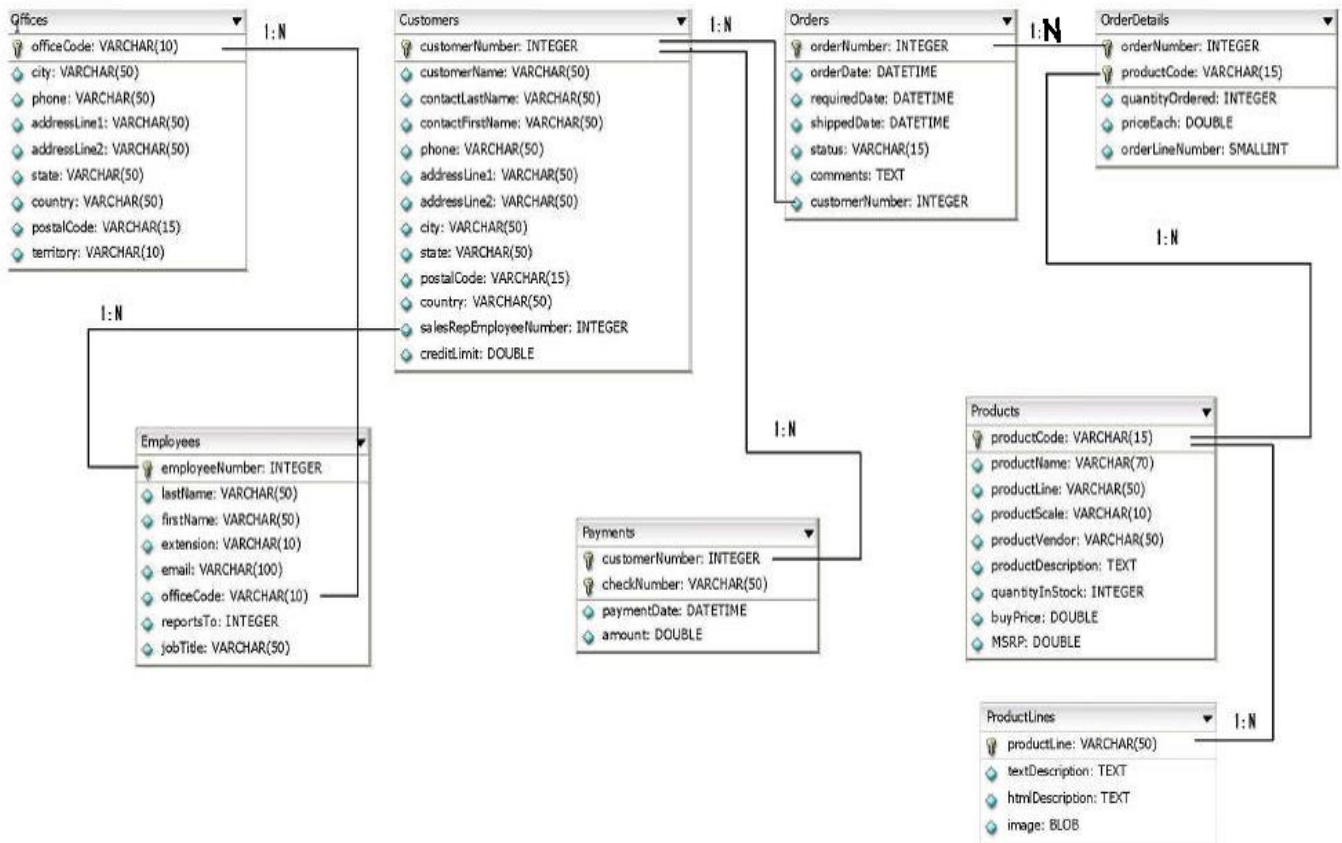 Offices
officeCode: VARCHAR(10)
city: VARCHAR(50)
phone: VARCHAR(50)
addressLine1: VARCHAR(50)
addressLine2: VARCHAR(50)
state: VARCHAR(50)
country: VARCHAR(50)
postalCode: VARCHAR(15)
territory: VARCHAR(10)
1:N
Customers
customerNumber: INTEGER
customerName: VARCHAR(50)
contactLastName: VARCHAR(50)
contactFirstName: VARCHAR(50)
phone: VARCHAR(50)
addressLine1: VARCHAR(50)
addressLine2: VARCHAR(50)
city: VARCHAR(50)
state: VARCHAR(50)
postalCode: VARCHAR(15)
country: VARCHAR(50)
salesRepEmployeeNumber: INTEGER
creditLimit: DOUBLE
1:N
Orders
orderNumber: INTEGER
orderDate: DATETIME
requiredDate: DATETIME
shippedDate: DATETIME
status: VARCHAR(15)
comments: TEXT
customerNumber: INTEGER
1:N
OrderDetails
orderNumber: INTEGER
productCode: VARCHAR(15)
quantityOrdered: INTEGER
priceEach: DOUBLE
orderLineNumber: SMALLINT
1:N
1:N
Employees
employeeNumber: INTEGER
lastName: VARCHAR(50)
firstName: VARCHAR(50)
extension: VARCHAR(10)
email: VARCHAR(100)
officeCode: VARCHAR(10)
reportsTo: INTEGER
jobTitle: VARCHAR(50)
1:N
Payments
customerNumber: INTEGER
checkNumber: VARCHAR(50)
paymentDate: DATETIME
amount: DOUBLE
Products
productCode: VARCHAR(15)
productName: VARCHAR(70)
productLine: VARCHAR(50)
productScale: VARCHAR(10)
productVendor: VARCHAR(50)
productDescription: TEXT
quantityInStock: INTEGER
buyPrice: DOUBLE
MSRP: DOUBLE
1:N
ProductLines
productLine: VARCHAR(50)
textDescription: TEXT
htmlDescription: TEXT
image: BLOB